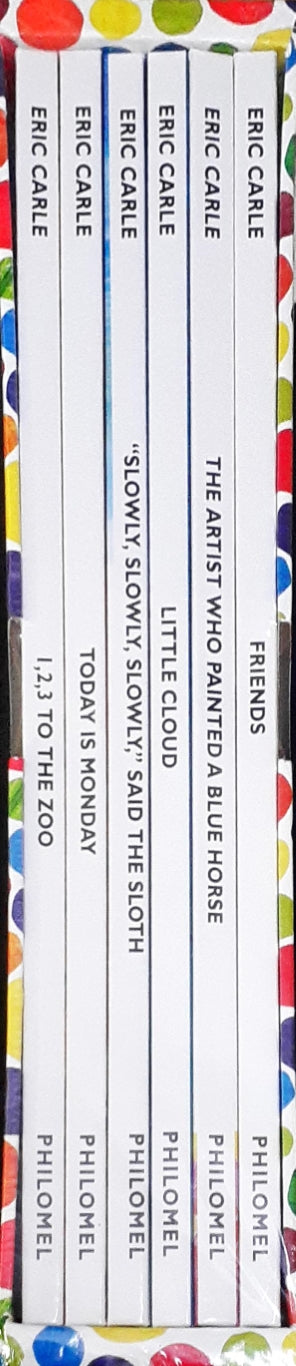 ERIC CARLE 1,2,3 TO THE ZOO PHILOMEL
ERIC CARLE TODAY IS MONDAY PHILOMEL
ERIC CARLE "SLOWLY, SLOWLY, SLOWLY," SAID THE SLOTH PHILOMEL
ERIC CARLE LITTLE CLOUD PHILOMEL
ERIC CARLE THE ARTIST WHO PAINTED A BLUE HORSE PHILOMEL
ERIC CARLE FRIENDS PHILOMEL